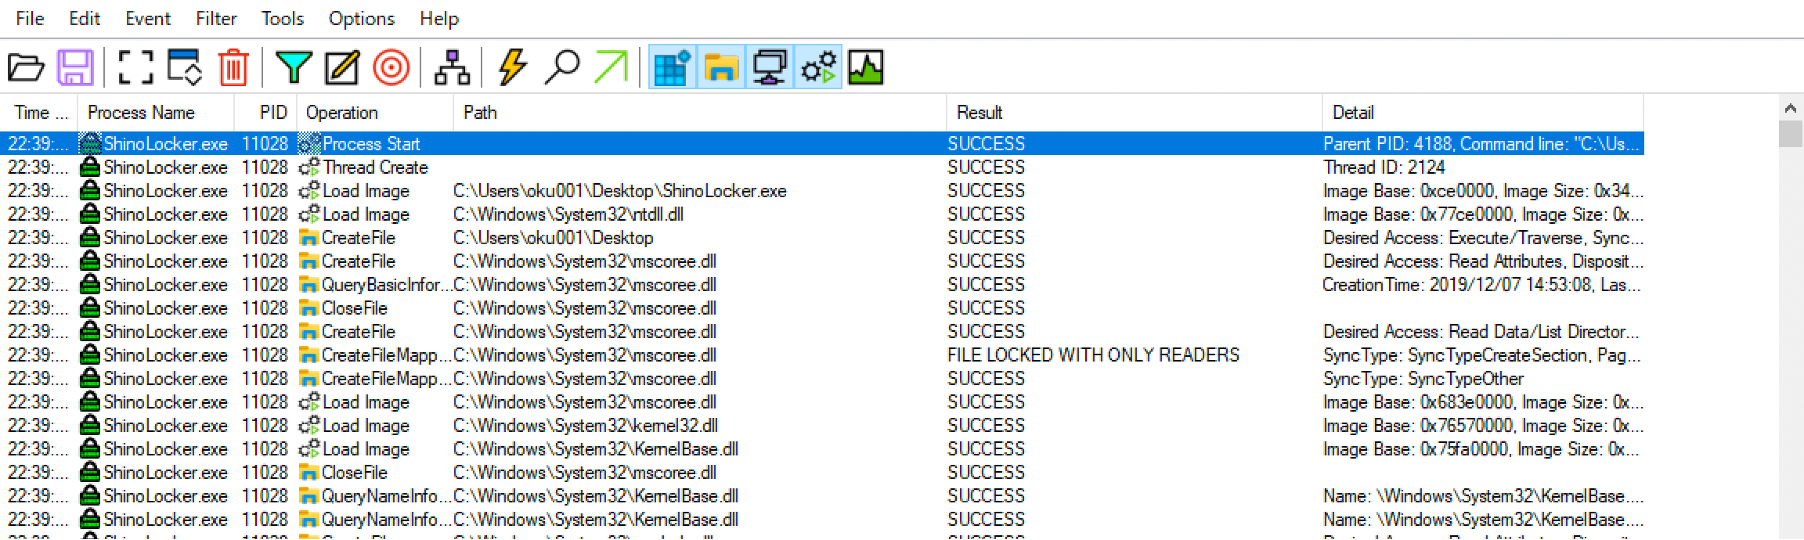 File Edit Event Filter Tools Options Help
Time ... Process Name PID Operation Path Result Detail
22:39:... ShinoLocker.exe 11028 Process Start SUCCESS Parent PID: 4188, Command line: "C:\Us...
22:39:... ShinoLocker.exe 11028 Thread Create SUCCESS Thread ID: 2124
22:39:... ShinoLocker.exe 11028 Load Image C:\Users\oku001\Desktop\ShinoLocker.exe SUCCESS Image Base: 0xce0000, Image Size: 0x34...
22:39:... ShinoLocker.exe 11028 Load Image C:\Windows\System32\ntdll.dll SUCCESS Image Base: 0x77ce0000, Image Size: 0x...
22:39:... ShinoLocker.exe 11028 CreateFile C:\Users\oku001\Desktop SUCCESS Desired Access: Execute/Traverse, Sync...
22:39:... ShinoLocker.exe 11028 CreateFile C:\Windows\System32\mscoree.dll SUCCESS Desired Access: Read Attributes, Disposit...
22:39:... ShinoLocker.exe 11028 QueryBasicInfor... C:\Windows\System32\mscoree.dll SUCCESS CreationTime: 2019/12/07 14:53:08, Las...
22:39:... ShinoLocker.exe 11028 CloseFile C:\Windows\System32\mscoree.dll SUCCESS
22:39:... ShinoLocker.exe 11028 CreateFile C:\Windows\System32\mscoree.dll SUCCESS Desired Access: Read Data/List Director...
22:39:... ShinoLocker.exe 11028 CreateFileMapp... C:\Windows\System32\mscoree.dll FILE LOCKED WITH ONLY READERS SyncType: SyncTypeCreateSection, Pag...
22:39:... ShinoLocker.exe 11028 CreateFileMapp... C:\Windows\System32\mscoree.dll SUCCESS SyncType: SyncTypeOther
22:39:... ShinoLocker.exe 11028 Load Image C:\Windows\System32\mscoree.dll SUCCESS Image Base: 0x683e0000, Image Size: 0x...
22:39:... ShinoLocker.exe 11028 Load Image C:\Windows\System32\kernel32.dll SUCCESS Image Base: 0x76570000, Image Size: 0x...
22:39:... ShinoLocker.exe 11028 Load Image C:\Windows\System32\KernelBase.dll SUCCESS Image Base: 0x75fa0000, Image Size: 0x...
22:39:... ShinoLocker.exe 11028 CloseFile C:\Windows\System32\mscoree.dll SUCCESS
22:39:... ShinoLocker.exe 11028 QueryNameInfo... C:\Windows\System32\KernelBase.dll SUCCESS Name: \Windows\System32\KernelBase....
22:39:... ShinoLocker.exe 11028 QueryNameInfo... C:\Windows\System32\KernelBase.dll SUCCESS Name: \Windows\System32\KernelBase....